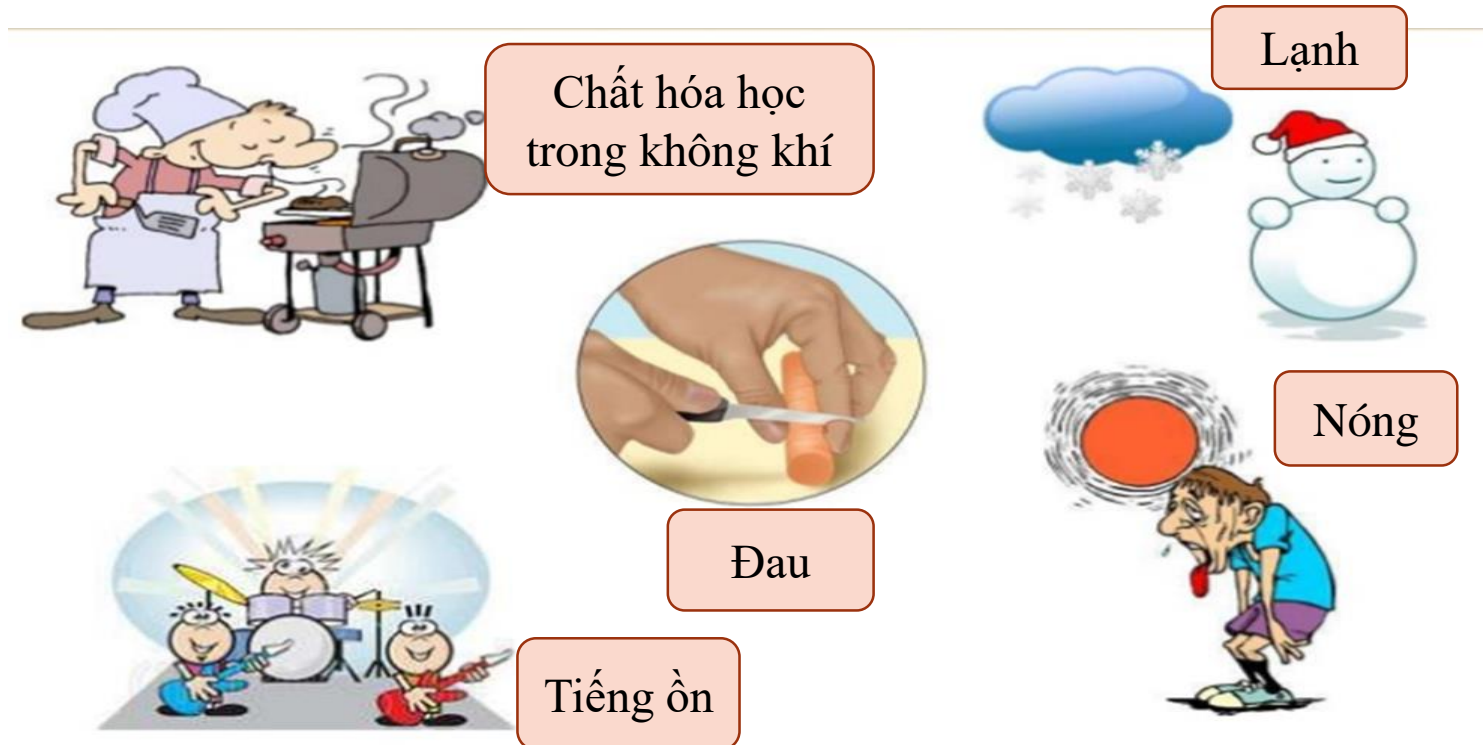 Lạnh
Chất hóa học
trong không khí
Nóng
Đau
Tiếng ồn